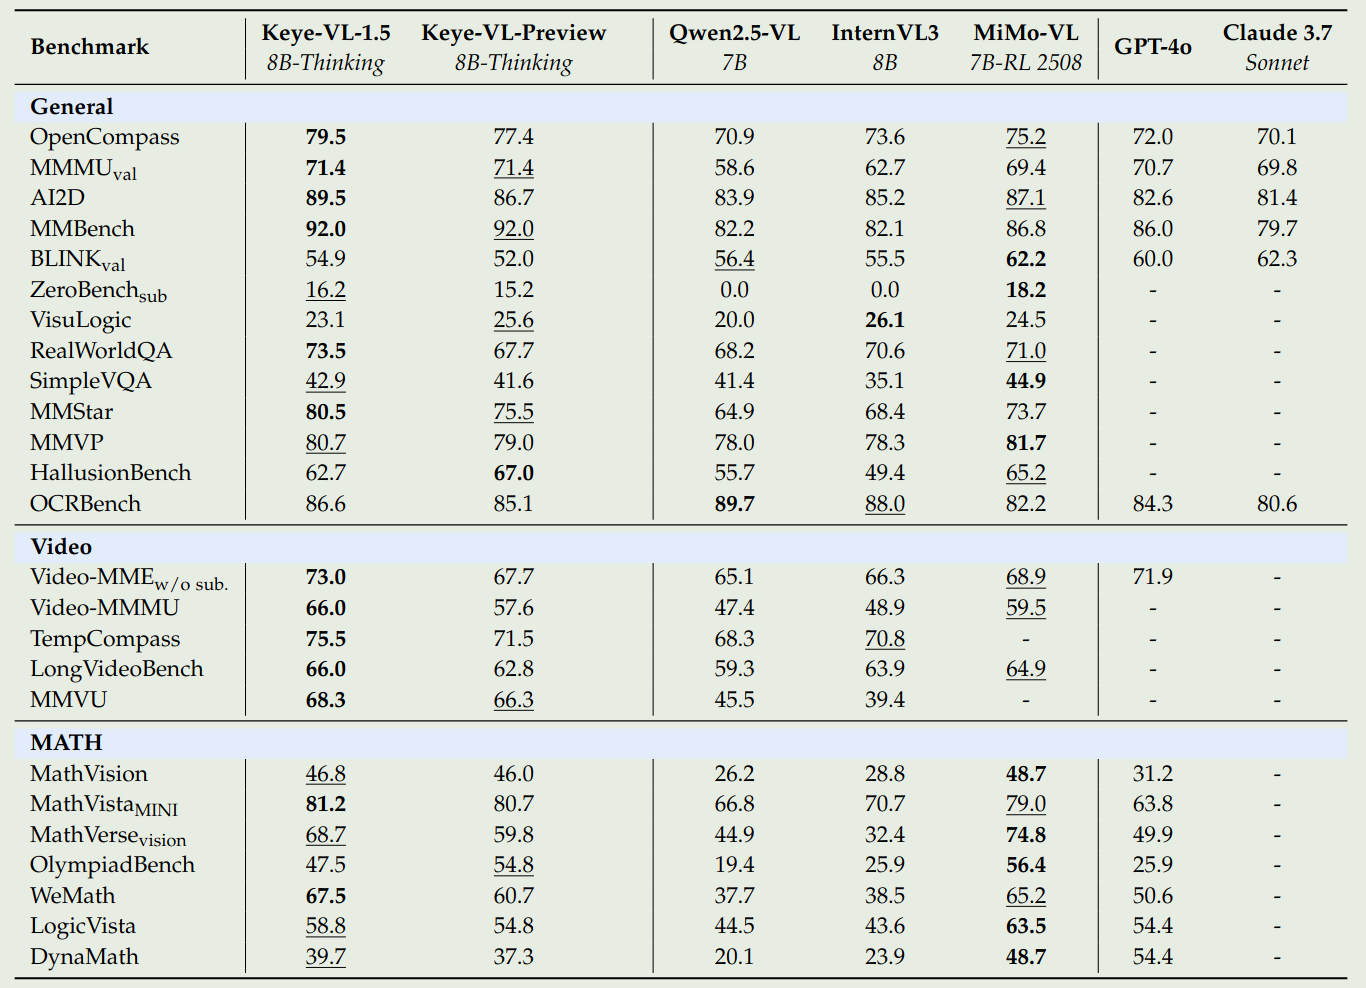 Benchmark Keye-VL-1.5 Keye-VL-Preview Qwen2.5-VL InternVL3 MiMo-VL GPT-4o Claude 3.7
8B-Thinking 8B-Thinking 7B 8B 7B-RL 2508 Sonnet
General
OpenCompass 79.5 77.4 70.9 73.6 75.2 72.0 70.1
MMMUval 71.4 71.4 58.6 62.7 69.4 70.7 69.8
AI2D 89.5 86.7 83.9 85.2 87.1 82.6 81.4
MMBench 92.0 92.0 82.2 82.1 86.8 86.0 79.7
BLINKval 54.9 52.0 56.4 55.5 62.2 60.0 62.3
ZeroBenchsub 16.2 15.2 0.0 0.0 18.2 - -
VisuLogic 23.1 25.6 20.0 26.1 24.5 - -
RealWorldQA 73.5 67.7 68.2 70.6 71.0 - -
SimpleVQA 42.9 41.6 41.4 35.1 44.9 - -
MMStar 80.5 75.5 64.9 68.4 73.7 - -
MMVP 80.7 79.0 78.0 78.3 81.7 - -
HallusionBench 62.7 67.0 55.7 49.4 65.2 - -
OCRBench 86.6 85.1 89.7 88.0 82.2 84.3 80.6
Video
Video-MMEw/o sub. 73.0 67.7 65.1 66.3 68.9 71.9 -
Video-MMMU 66.0 57.6 47.4 48.9 59.5 - -
TempCompass 75.5 71.5 68.3 70.8 - - -
LongVideoBench 66.0 62.8 59.3 63.9 64.9 - -
MMVU 68.3 66.3 45.5 39.4 - - -
MATH
MathVision 46.8 46.0 26.2 28.8 48.7 31.2 -
MathVistaMINI 81.2 80.7 66.8 70.7 79.0 63.8 -
MathVersevision 68.7 59.8 44.9 32.4 74.8 49.9 -
OlympiadBench 47.5 54.8 19.4 25.9 56.4 25.9 -
WeMath 67.5 60.7 37.7 38.5 65.2 50.6 -
LogicVista 58.8 54.8 44.5 43.6 63.5 54.4 -
DynaMath 39.7 37.3 20.1 23.9 48.7 54.4 -